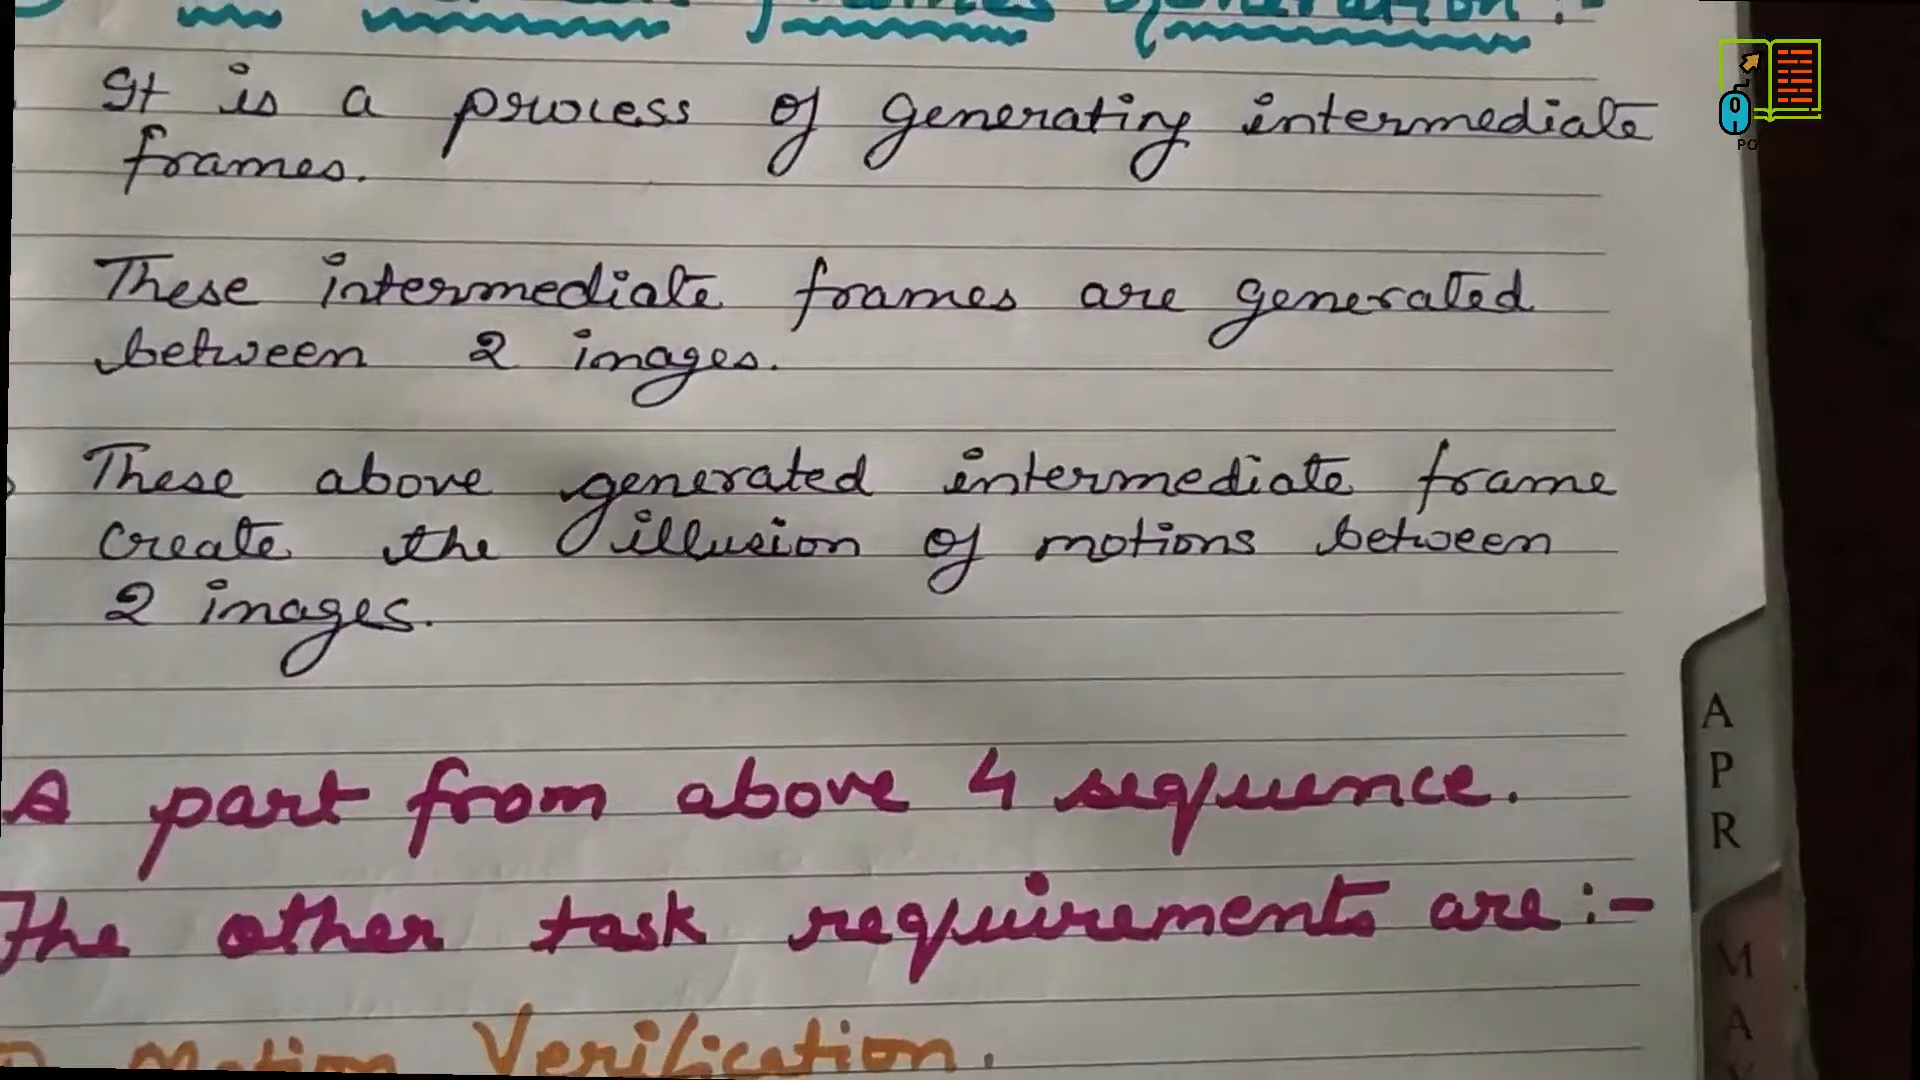 Generation:-
It is a process of generating intermediate
frames.
These intermediate frames are generated
between 2 images.
These above generated intermediate frame
create the illusion of motions between
2 images.
A part from above 4 sequence.
The other task requirements are:-
Motion Verification.
A
P
R
M
A
Y